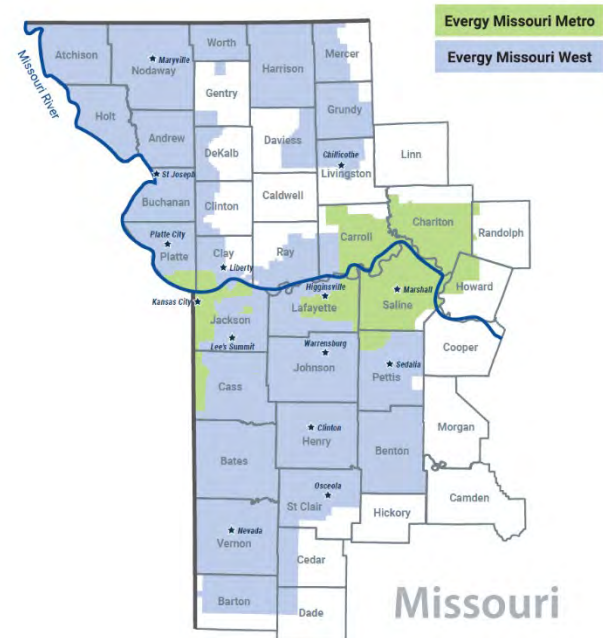 Evergy Missouri Metro
Evergy Missouri West
Missouri River
Atchison
Nodaway
Maryville
Worth
Harrison
Mercer
Gentry
Holt
Andrew
DeKalb
Daviess
Grundy
Chillicothe
Livingston
Linn
St Joseph
Buchanan
Clinton
Caldwell
Carroll
Chariton
Randolph
Platte City
Platte
Clay
Liberty
Ray
Howard
Kansas City
Jackson
Lee's Summit
Higginsville
Lafayette
Marshall
Saline
Cooper
Cass
Warrensburg
Johnson
Sedalia
Pettis
Morgan
Bates
Clinton
Henry
Benton
Camden
Osceola
St Clair
Hickory
Nevada
Vernon
Cedar
Barton
Dade
Missouri